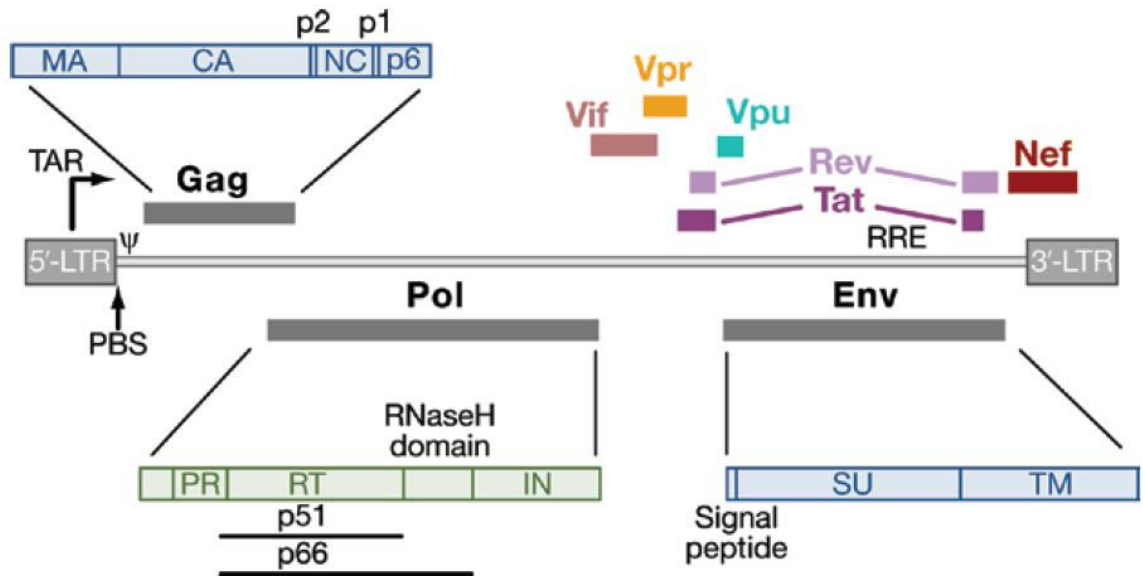 p2 p1
MA CA NC p6
Vpr
Vif
Vpu
TAR
Gag
Rev
Nef
Tat
ψ
RRE
5′-LTR
3′-LTR
PBS
Pol
Env
RNaseH
domain
PR RT IN
SU TM
p51
p66
Signal
peptide